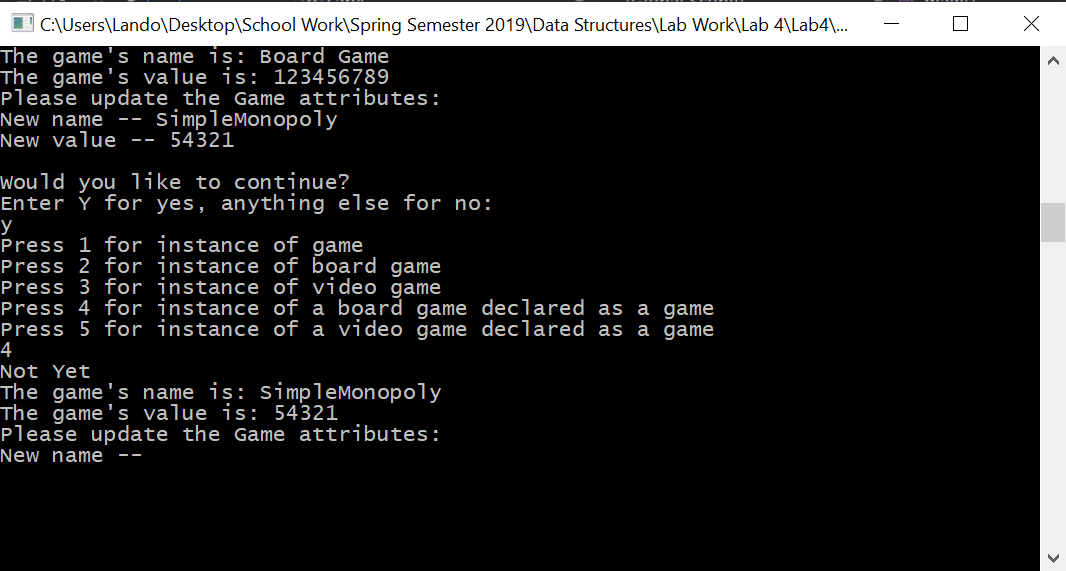 C:\Users\Lando\Desktop\School Work\Spring Semester 2019\Data Structures\Lab Work\Lab 4\Lab4\...
The game's name is: Board Game
The game's value is: 123456789
Please update the Game attributes:
New name -- SimpleMonopoly
New value -- 54321
Would you like to continue?
Enter Y for yes, anything else for no:
y
Press 1 for instance of game
Press 2 for instance of board game
Press 3 for instance of video game
Press 4 for instance of a board game declared as a game
Press 5 for instance of a video game declared as a game
4
Not Yet
The game's name is: SimpleMonopoly
The game's value is: 54321
Please update the Game attributes:
New name --